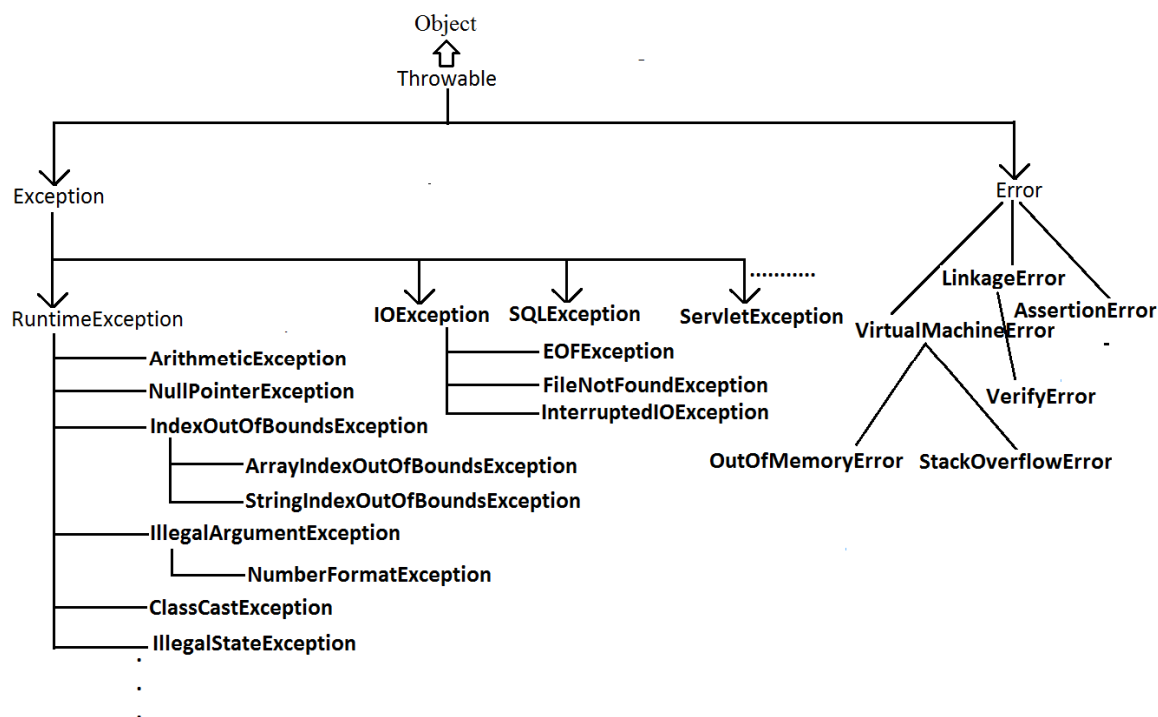 Object
Throwable
Exception
Error
RuntimeException
IOException
SQLException
ServletException
...........
LinkageError
AssertionError
VirtualMachineError
ArithmeticException
NullPointerException
IndexOutOfBoundsException
ArrayIndexOutOfBoundsException
StringIndexOutOfBoundsException
IllegalArgumentException
NumberFormatException
ClassCastException
IllegalStateException
.
.
.
EOFException
FileNotFoundException
InterruptedIOException
VerifyError
OutOfMemoryError
StackOverflowError